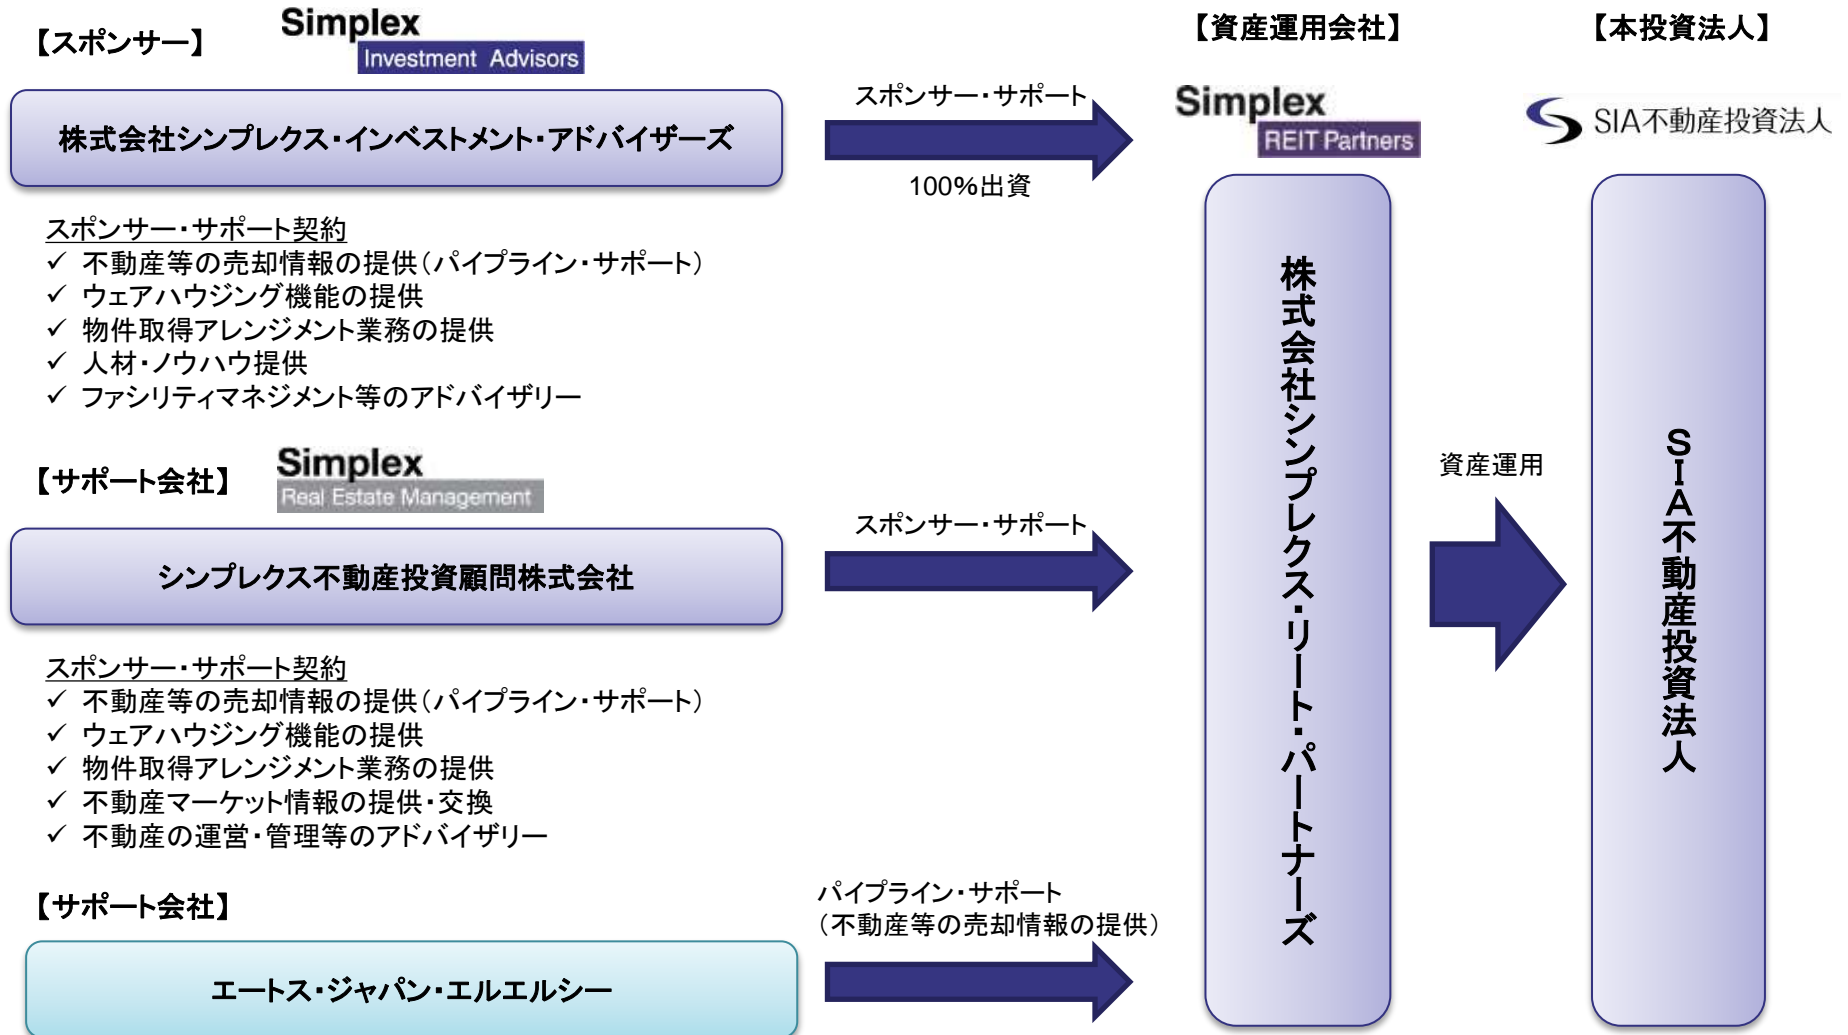 【スポンサー】
Simplex
Investment Advisors
株式会社シンプレクス・インベストメント・アドバイザーズ
スポンサー・サポート
100%出資
スポンサー・サポート契約
✓ 不動産等の売却情報の提供(パイプライン・サポート)
✓ ウェアハウジング機能の提供
✓ 物件取得アレンジメント業務の提供
✓ 人材・ノウハウ提供
✓ ファシリティマネジメント等のアドバイザリー
【サポート会社】
Simplex
Real Estate Management
シンプレクス不動産投資顧問株式会社
スポンサー・サポート
スポンサー・サポート契約
✓ 不動産等の売却情報の提供(パイプライン・サポート)
✓ ウェアハウジング機能の提供
✓ 物件取得アレンジメント業務の提供
✓ 不動産マーケット情報の提供・交換
✓ 不動産の運営・管理等のアドバイザリー
【サポート会社】
エートス・ジャパン・エルエルシー
パイプライン・サポート
(不動産等の売却情報の提供)
【資産運用会社】
Simplex
REIT Partners
株式会社シンプレクス・リート・パートナーズ
資産運用
【本投資法人】
SIA不動産投資法人
SIA不動産投資法人